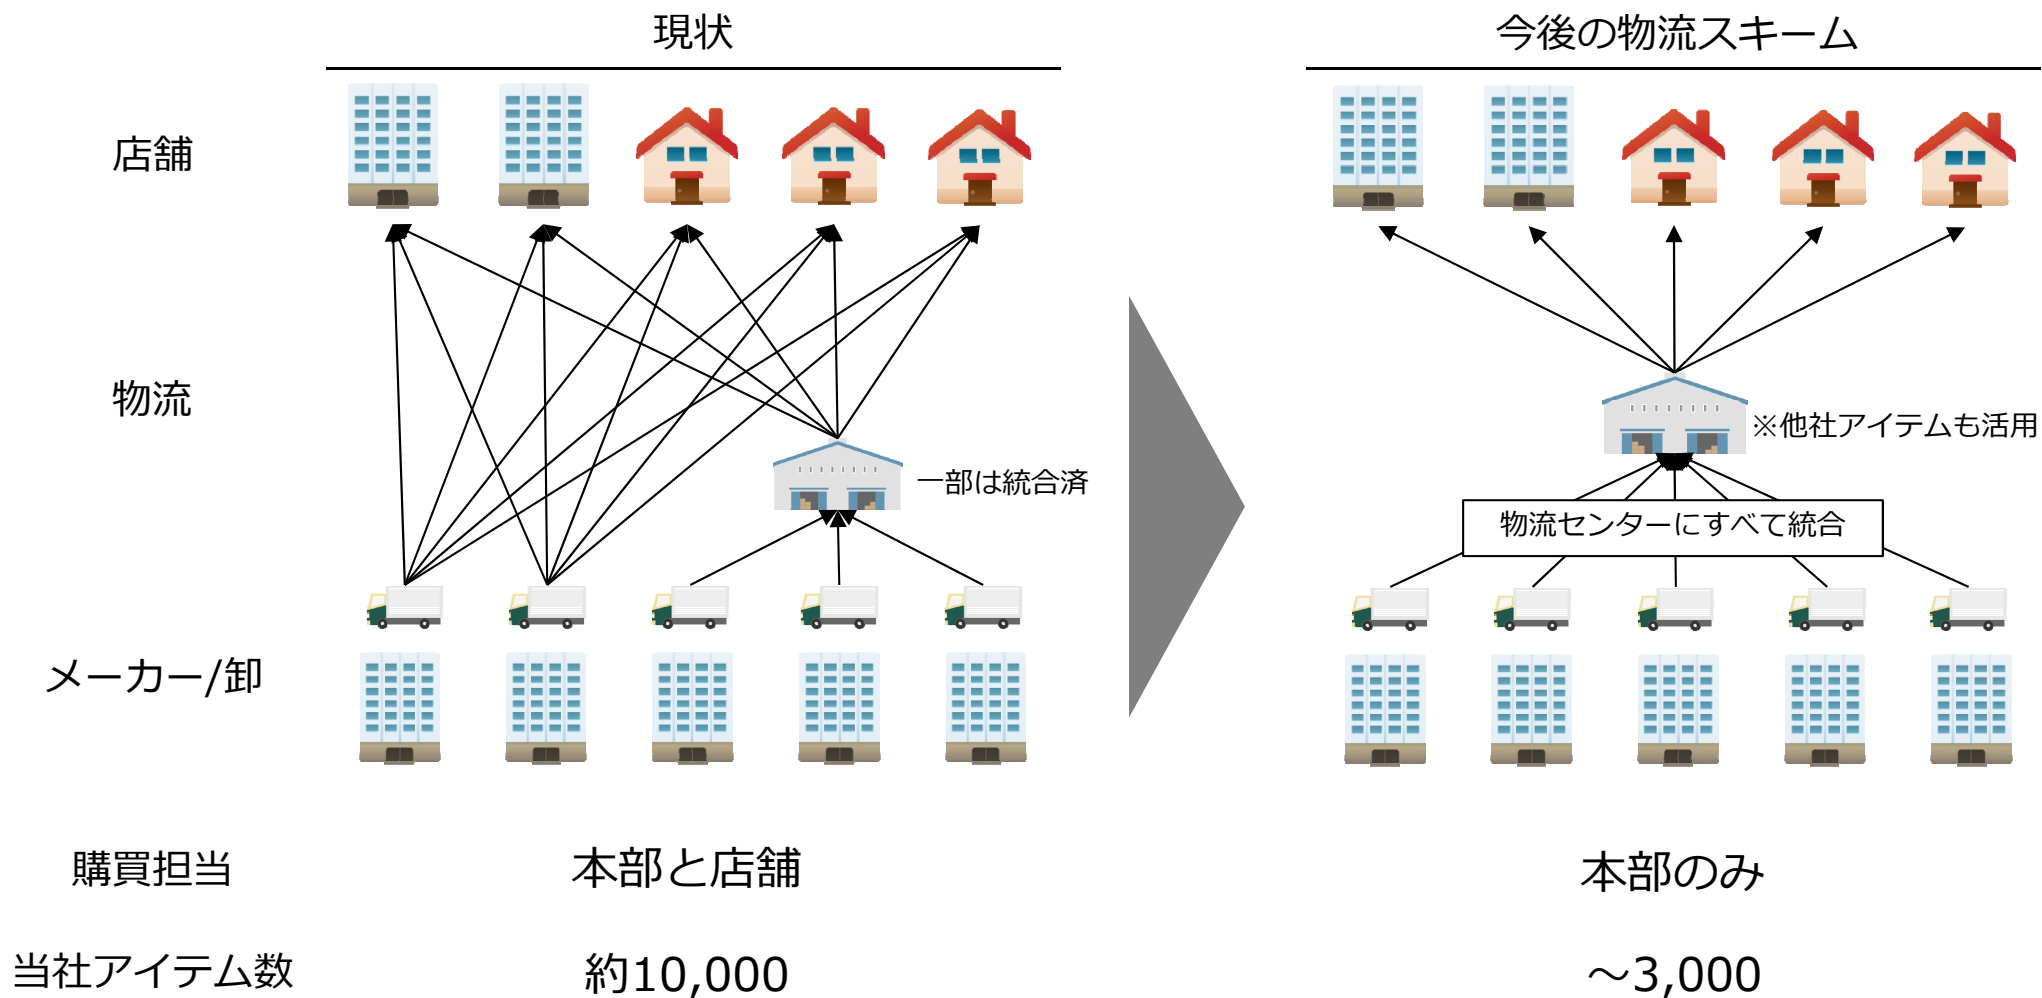 現状
今後の物流スキーム
店舗
物流
※他社アイテムも活用
一部は統合済
物流センターにすべて統合
メーカー/卸
購買担当
本部と店舗
本部のみ
当社アイテム数
約10,000
～3,000